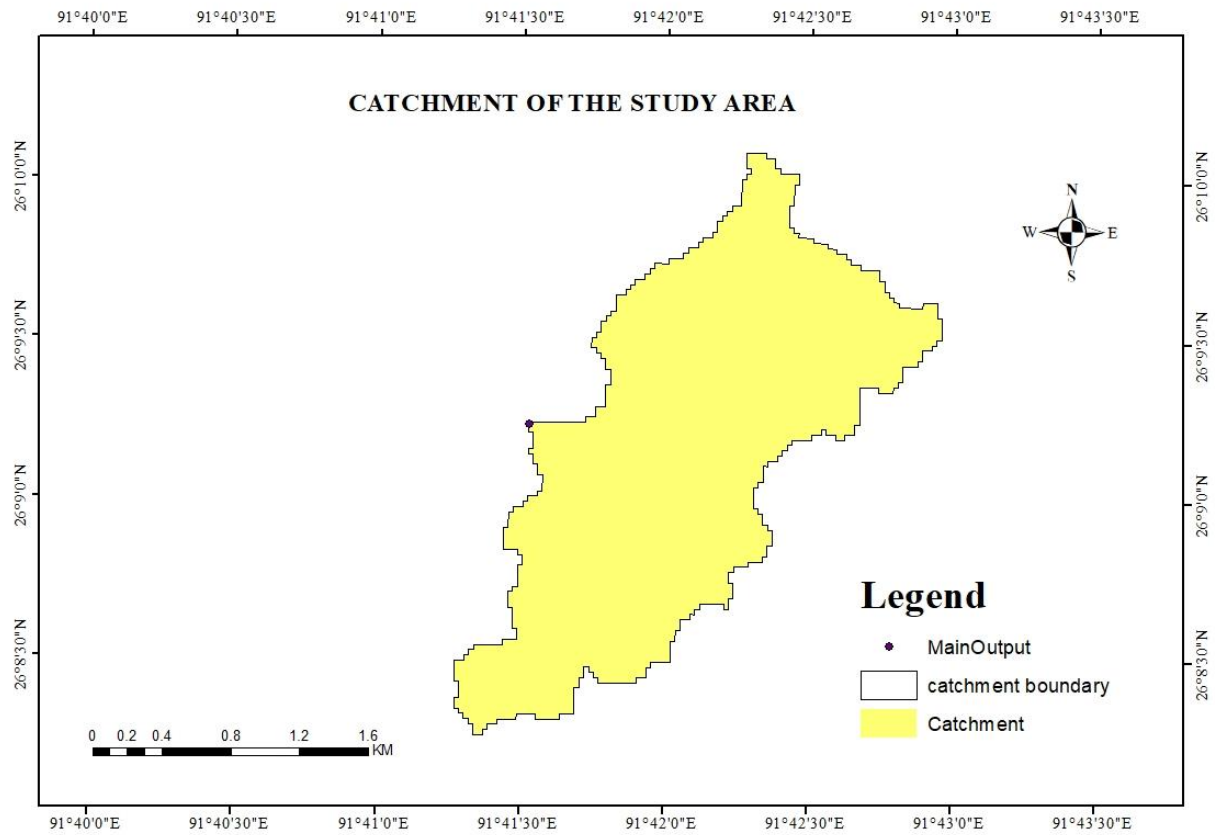 91°40'0"E 91°40'30"E 91°41'0"E 91°41'30"E 91°42'0"E 91°42'30"E 91°43'0"E 91°43'30"E
CATCHMENT OF THE STUDY AREA
26°10'0"N
26°9'30"N
26°9'0"N
26°8'30"N
26°10'0"N
26°9'30"N
26°9'0"N
26°8'30"N
N
W E
S
Legend
MainOutput
catchment boundary
Catchment
0 0.2 0.4 0.8 1.2 1.6
KM
91°40'0"E 91°40'30"E 91°41'0"E 91°41'30"E 91°42'0"E 91°42'30"E 91°43'0"E 91°43'30"E